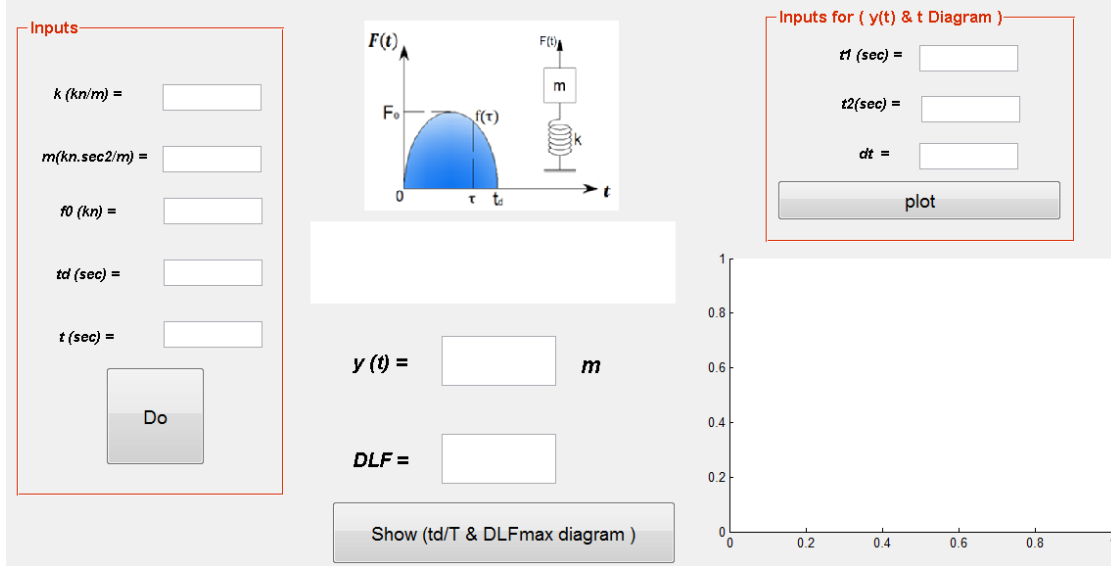 Inputs
k (kn/m) =
m(kn.sec2/m) =
f0 (kn) =
td (sec) =
t (sec) =
Do
F(t)
F₀
f(τ)
0
τ
td
t
F(t)
m
k
y (t) =
m
DLF =
Show (td/T & DLFmax diagram )
Inputs for ( y(t) & t Diagram )
t1 (sec) =
t2(sec) =
dt =
plot
1
0.8
0.6
0.4
0.2
0
0 0.2 0.4 0.6 0.8